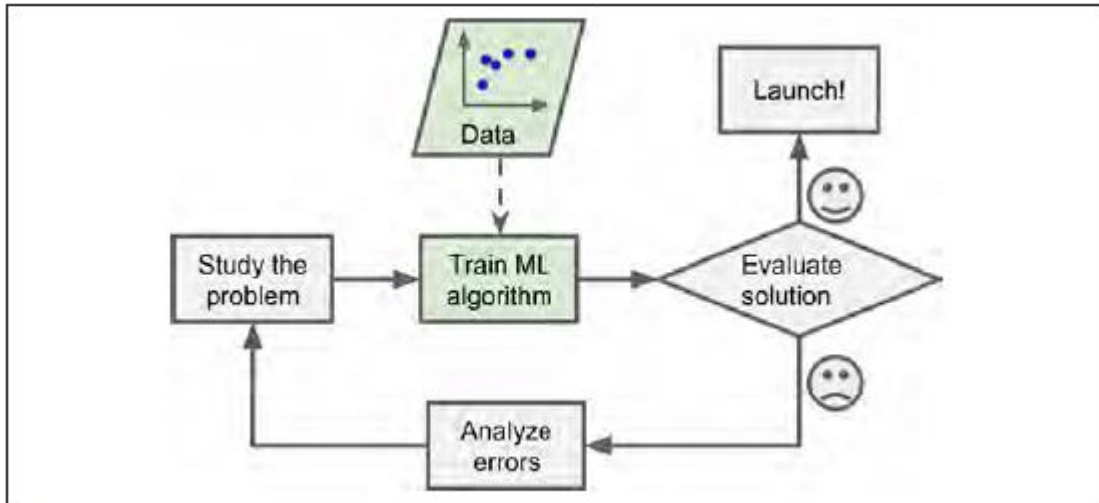 Data
Launch!
Study the
problem
Train ML
algorithm
Evaluate
solution
Analyze
errors